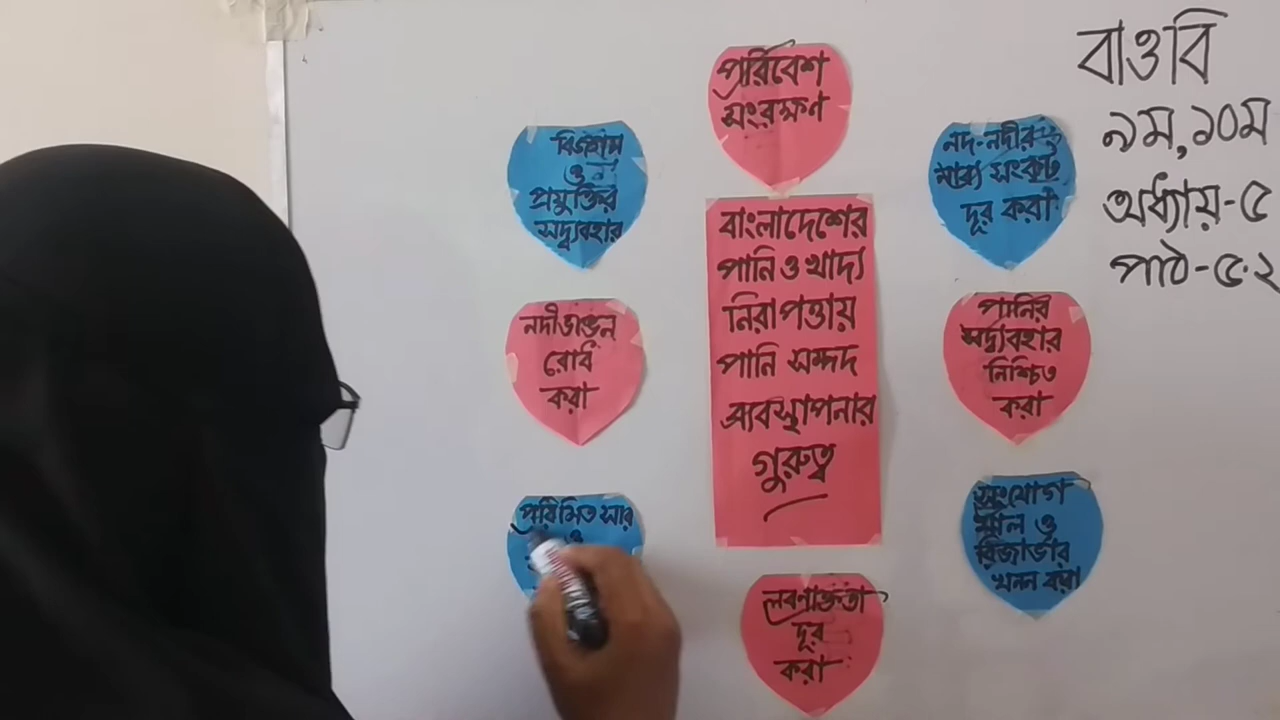 পরিবেশ
সংরক্ষণ
বাওবি
৯ম, ১০ম
অধ্যায়-৫
পাঠ-৫.২
বিজ্ঞান
ও
প্রযুক্তির
সদ্ব্যবহার
নদ-নদীর
নাব্য সংকট
দূর করা
বাংলাদেশের
পানি ও খাদ্য
নিরাপত্তায়
পানি সম্পদ
ব্যবস্থাপনার
গুরুত্ব
নদীভাঙন
রোধ
করা
পানির
সদ্ব্যবহার
নিশ্চিত
করা
পরিমিত সার
ও
সংযোগ
খাল ও
রিজার্ভার
খনন করা
লবণাক্ততা
দূর
করা